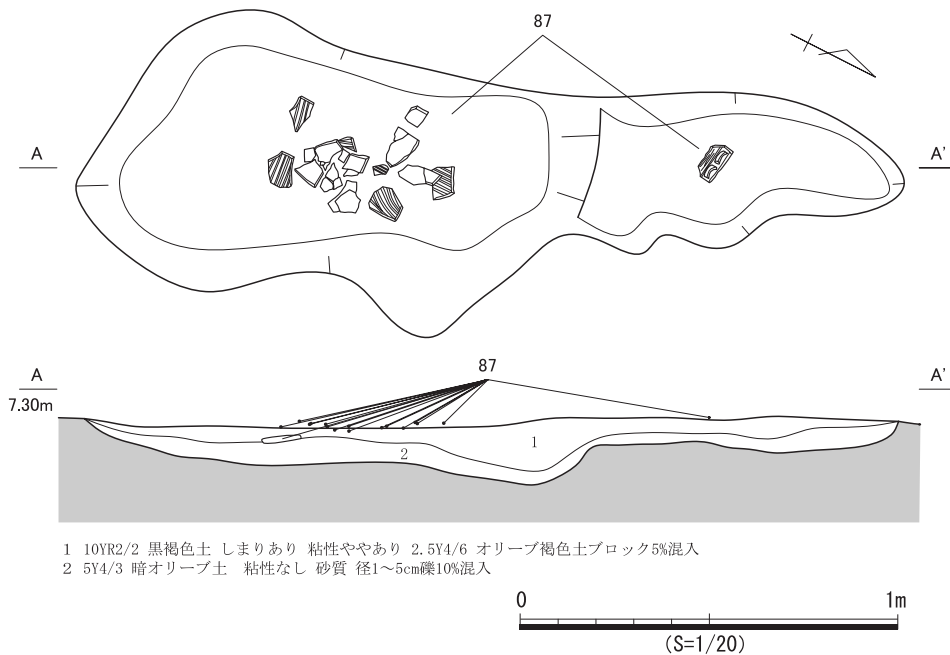 87
A A'
87
A A'
7.30m
1
2
1 10YR2/2 黒褐色土 しまりあり 粘性ややあり 2.5Y4/6 オリーブ褐色土ブロック5%混入
2 5Y4/3 暗オリーブ土 粘性なし 砂質 径1~5cm礫10%混入
0 1m
(S=1/20)